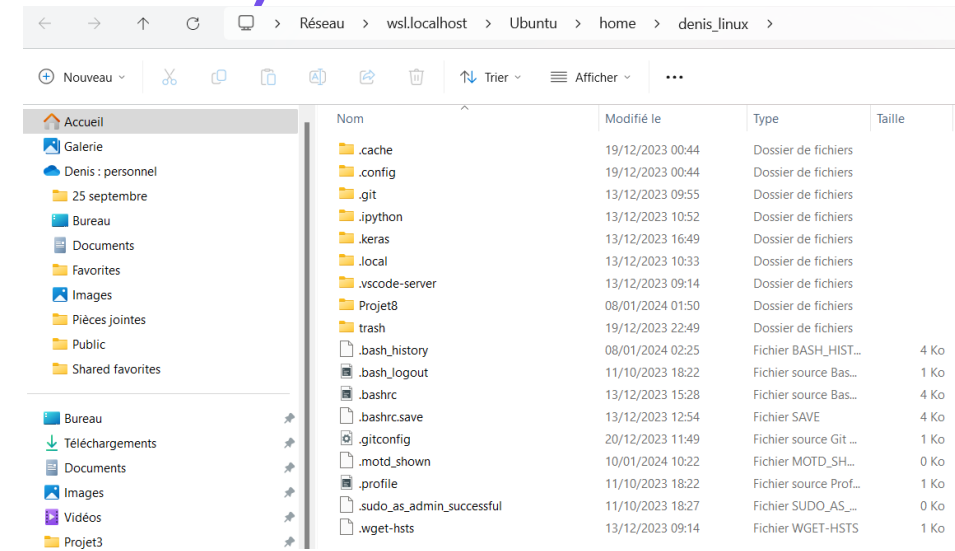 Réseau > wsl.localhost > Ubuntu > home > denis_linux >
Nouveau Trier Afficher ...
Accueil
Galerie
Denis : personnel
25 septembre
Bureau
Documents
Favorites
Images
Pièces jointes
Public
Shared favorites
Bureau
Téléchargements
Documents
Images
Vidéos
Projet3
Nom Modifié le Type Taille
.cache 19/12/2023 00:44 Dossier de fichiers
.config 19/12/2023 00:44 Dossier de fichiers
.git 13/12/2023 09:55 Dossier de fichiers
.ipython 13/12/2023 10:52 Dossier de fichiers
.keras 13/12/2023 16:49 Dossier de fichiers
.local 13/12/2023 10:33 Dossier de fichiers
.vscode-server 13/12/2023 09:14 Dossier de fichiers
Projet8 08/01/2024 01:50 Dossier de fichiers
trash 19/12/2023 22:49 Dossier de fichiers
.bash_history 08/01/2024 02:25 Fichier BASH_HIST... 4 Ko
.bash_logout 11/10/2023 18:22 Fichier source Bas... 1 Ko
.bashrc 13/12/2023 15:28 Fichier source Bas... 4 Ko
.bashrc.save 13/12/2023 12:54 Fichier SAVE 4 Ko
.gitconfig 20/12/2023 11:49 Fichier source Git ... 1 Ko
.motd_shown 10/01/2024 10:22 Fichier MOTD_SH... 0 Ko
.profile 11/10/2023 18:22 Fichier source Prof... 1 Ko
.sudo_as_admin_successful 11/10/2023 18:27 Fichier SUDO_AS_... 0 Ko
.wget-hsts 13/12/2023 09:14 Fichier WGET-HSTS 1 Ko